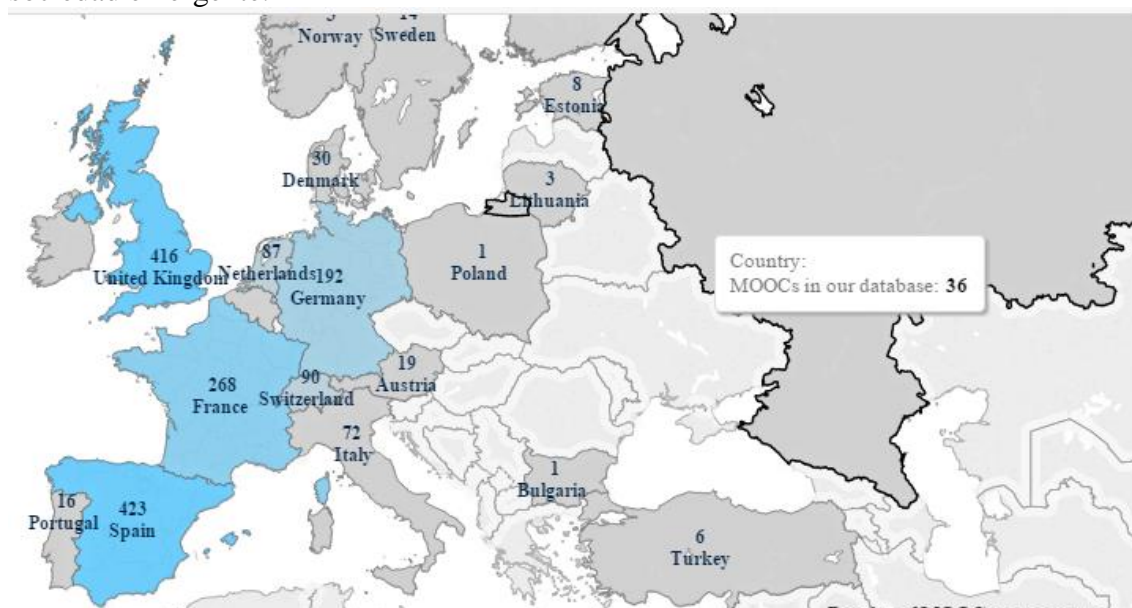 14
Norway
Sweden
8
Estonia
30
Denmark
3
Lithuania
416
United Kingdom
87
Netherlands
192
Germany
1
Poland
Country:
MOOCs in our database: 36
268
France
90
Switzerland
19
Austria
72
Italy
1
Bulgaria
16
Portugal
423
Spain
6
Turkey